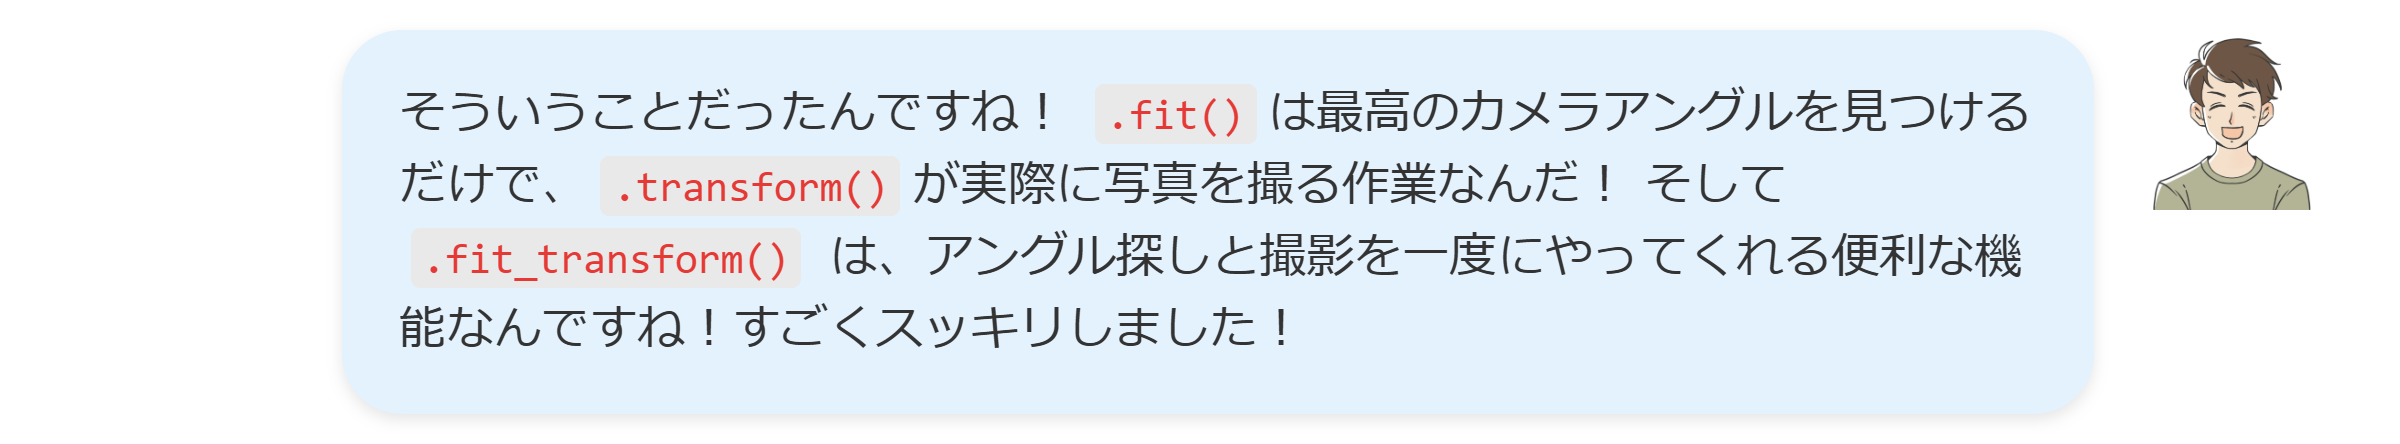 そういうことだったんですね！ .fit() は最高のカメラアングルを見つける
だけで、 .transform() が実際に写真を撮る作業なんだ！ そして
.fit_transform() は、アングル探しと撮影を一度にやってくれる便利な機
能なんですね！すごくスッキリしました！